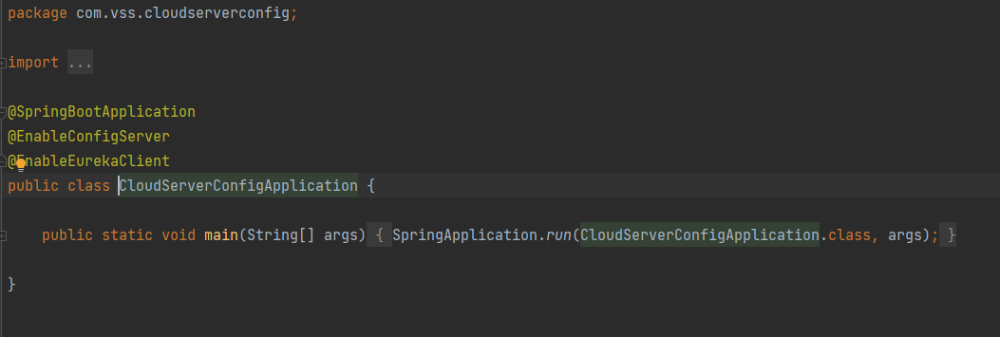 package com.vss.cloudserverconfig;
import ...
@SpringBootApplication
@EnableConfigServer
@EnableEurekaClient
public class CloudServerConfigApplication {
public static void main(String[] args) { SpringApplication.run(CloudServerConfigApplication.class, args); }
}